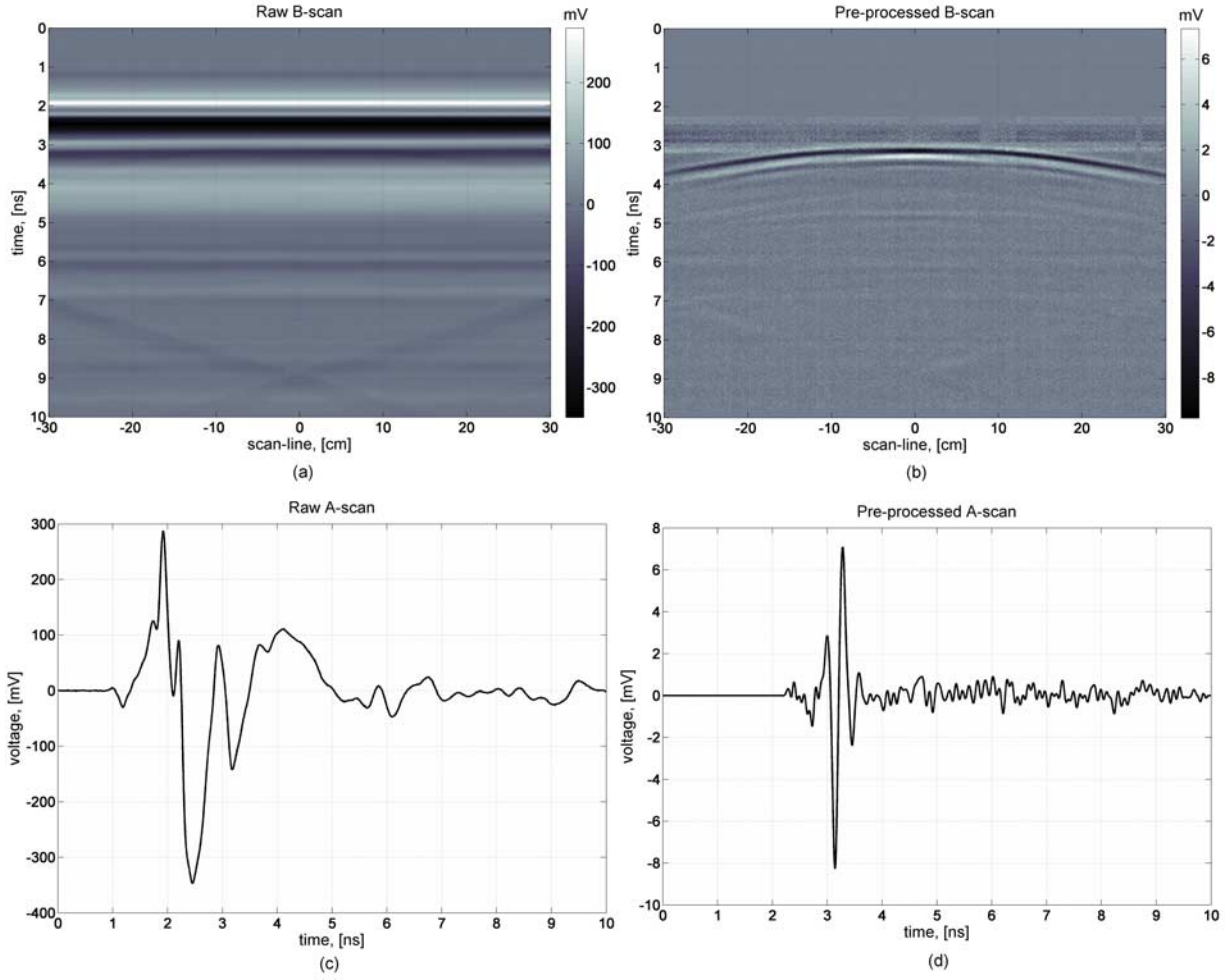 Raw B-scan
mV
0
1
2
3
4
5
6
7
8
9
10
time, [ns]
-30 -20 -10 0 10 20 30
scan-line, [cm]
200
100
0
-100
-200
-300
(a)
Pre-processed B-scan
mV
0
1
2
3
4
5
6
7
8
9
10
time, [ns]
-30 -20 -10 0 10 20 30
scan-line, [cm]
6
4
2
0
-2
-4
-6
-8
(b)
Raw A-scan
300
200
100
0
-100
-200
-300
-400
voltage, [mV]
0 1 2 3 4 5 6 7 8 9 10
time, [ns]
(c)
Pre-processed A-scan
8
6
4
2
0
-2
-4
-6
-8
-10
voltage, [mV]
0 1 2 3 4 5 6 7 8 9 10
time, [ns]
(d)